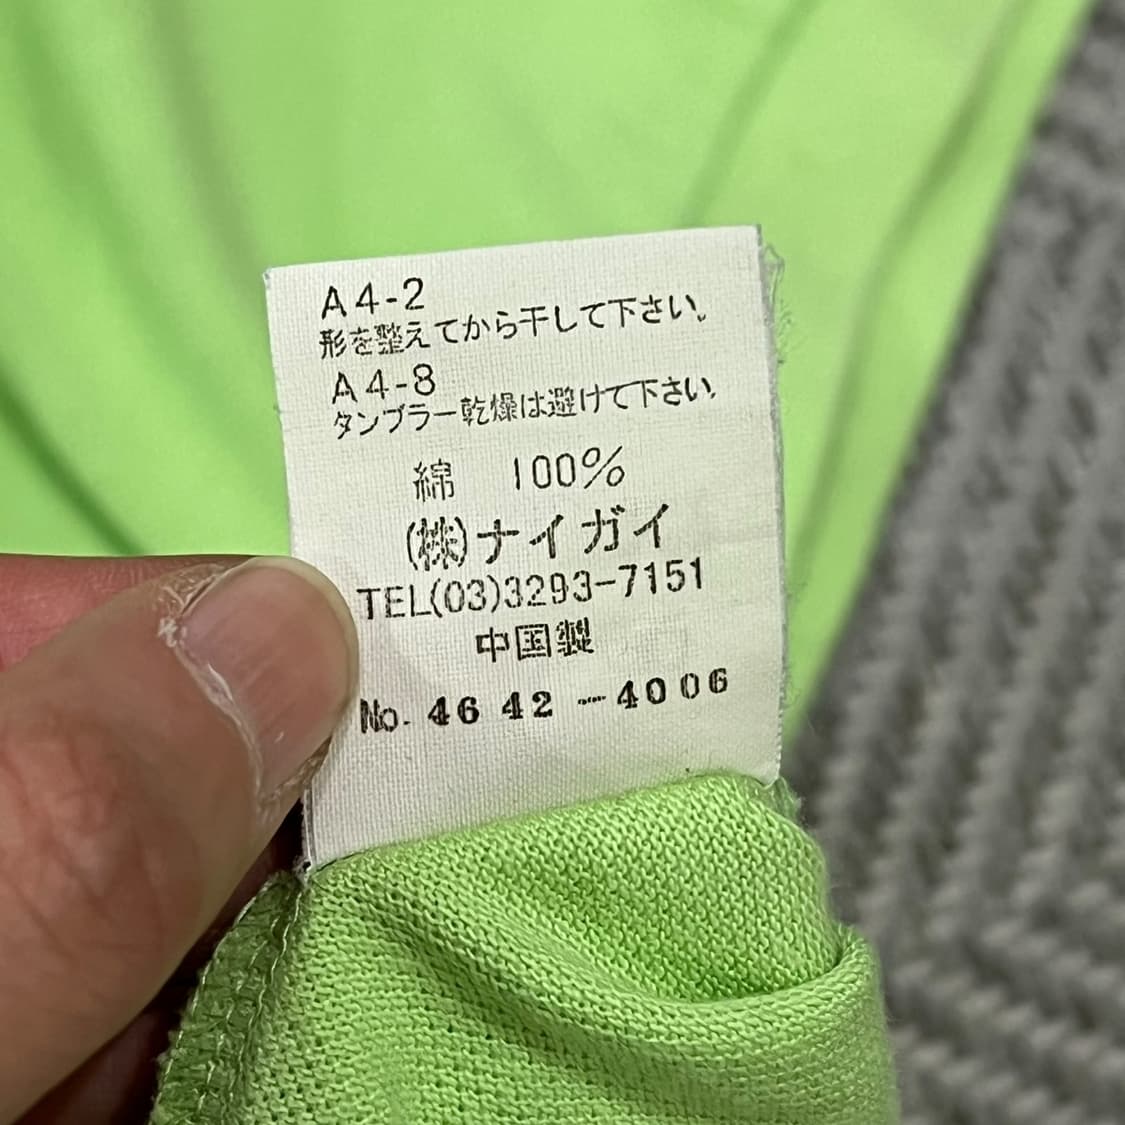 A4-2
形を整えてから干して下さい。
A4-8
タンブラー乾燥は避けて下さい。
綿 100%
(株)ナイガイ
TEL(03)3293-7151
中国製
No. 4642-4006